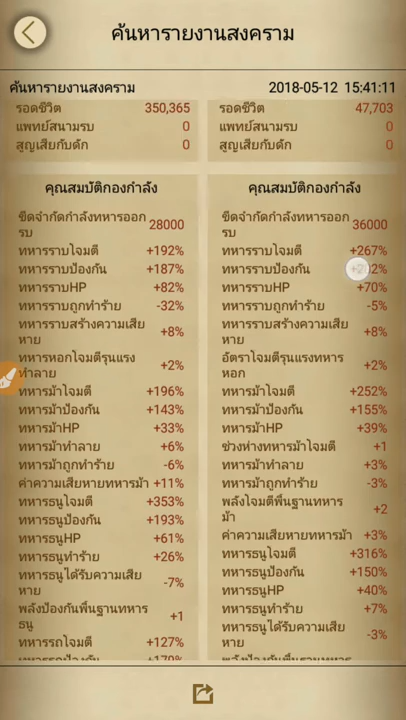 ค้นหารายงานสงคราม
ค้นหารายงานสงคราม 2018-05-12 15:41:11
รอดชีวิต 350,365
แพทย์สนามรบ 0
สูญเสียกับดัก 0
คุณสมบัติกองกำลัง
ขีดจำกัดกำลังทหารออก
รบ 28000
ทหารราบโจมตี +192%
ทหารราบป้องกัน +187%
ทหารราบHP +82%
ทหารราบถูกทำร้าย -32%
ทหารราบสร้างความเสีย
หาย +8%
ทหารหอกโจมตีรุนแรง
ทำลาย +2%
ทหารม้าโจมตี +196%
ทหารม้าป้องกัน +143%
ทหารม้าHP +33%
ทหารม้าทำลาย +6%
ทหารม้าถูกทำร้าย -6%
ค่าความเสียหายทหารม้า +11%
ทหารธนูโจมตี +353%
ทหารธนูป้องกัน +193%
ทหารธนูHP +61%
ทหารธนูทำร้าย +26%
ทหารธนูได้รับความเสีย
หาย -7%
พลังป้องกันพื้นฐานทหาร
ธนู +1
ทหารรถโจมตี +127%
รอดชีวิต 47,703
แพทย์สนามรบ 0
สูญเสียกับดัก 0
คุณสมบัติกองกำลัง
ขีดจำกัดกำลังทหารออก
รบ 36000
ทหารราบโจมตี +267%
ทหารราบป้องกัน
ทหารราบHP +70%
ทหารราบถูกทำร้าย -5%
ทหารราบสร้างความเสีย
หาย +8%
อัตราโจมตีรุนแรงทหาร
หอก +2%
ทหารม้าโจมตี +252%
ทหารม้าป้องกัน +155%
ทหารม้าHP +39%
ช่วงห่างทหารม้าโจมตี +1
ทหารม้าทำลาย +3%
ทหารม้าถูกทำร้าย -3%
พลังโจมตีพื้นฐานทหาร
ม้า +2
ค่าความเสียหายทหารม้า +3%
ทหารธนูโจมตี +316%
ทหารธนูป้องกัน +150%
ทหารธนูHP +40%
ทหารธนูทำร้าย +7%
ทหารธนูได้รับความเสีย
หาย -3%